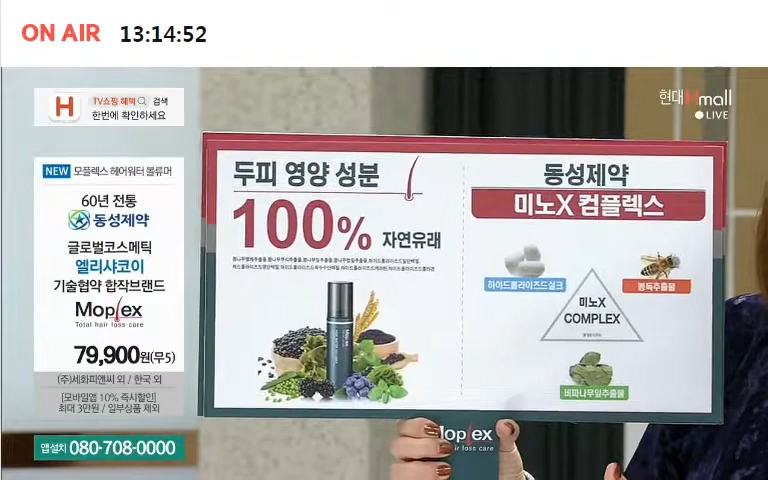 ON AIR 13:14:52
H TV쇼핑 혜택 검색
한번에 확인하세요
현대Hmall
LIVE
NEW 모플렉스 헤어워터 볼류머
60년 전통
동성제약
글로벌코스메틱
엘리샤코이
기술협약 합작브랜드
Moplex
Total hair loss care
79,900원(무5)
(주)세화피앤씨 외 / 한국 외
[모바일앱 10% 즉시할인]
최대 3만원 / 일부상품 제외
앱설치 080-708-0000
두피 영양 성분
100% 자연유래
Moplex
동성제약
미노X 컴플렉스
하이드롤라이즈드실크
봉독추출물
미노X
COMPLEX
비파나무잎추출물
Moplex
hair loss care